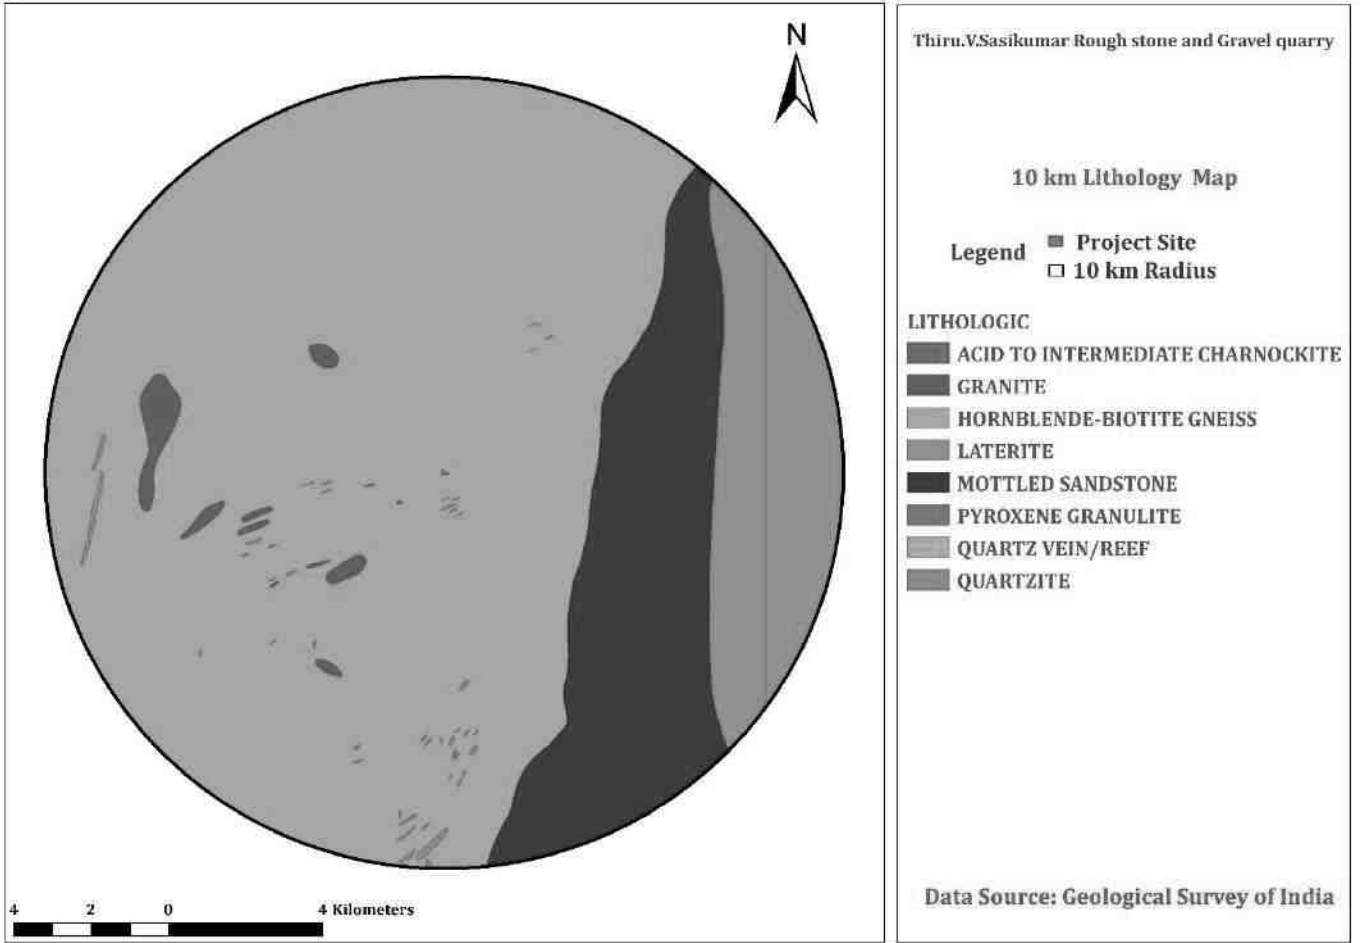 N
4 2 0 4 Kilometers
Thiru.V.Sasikumar Rough stone and Gravel quarry
10 km Lithology Map
Legend
Project Site
10 km Radius
LITHOLOGIC
ACID TO INTERMEDIATE CHARNOCKITE
GRANITE
HORNBLENDE-BIOTITE GNEISS
LATERITE
MOTTLED SANDSTONE
PYROXENE GRANULITE
QUARTZ VEIN/REEF
QUARTZITE
Data Source: Geological Survey of India